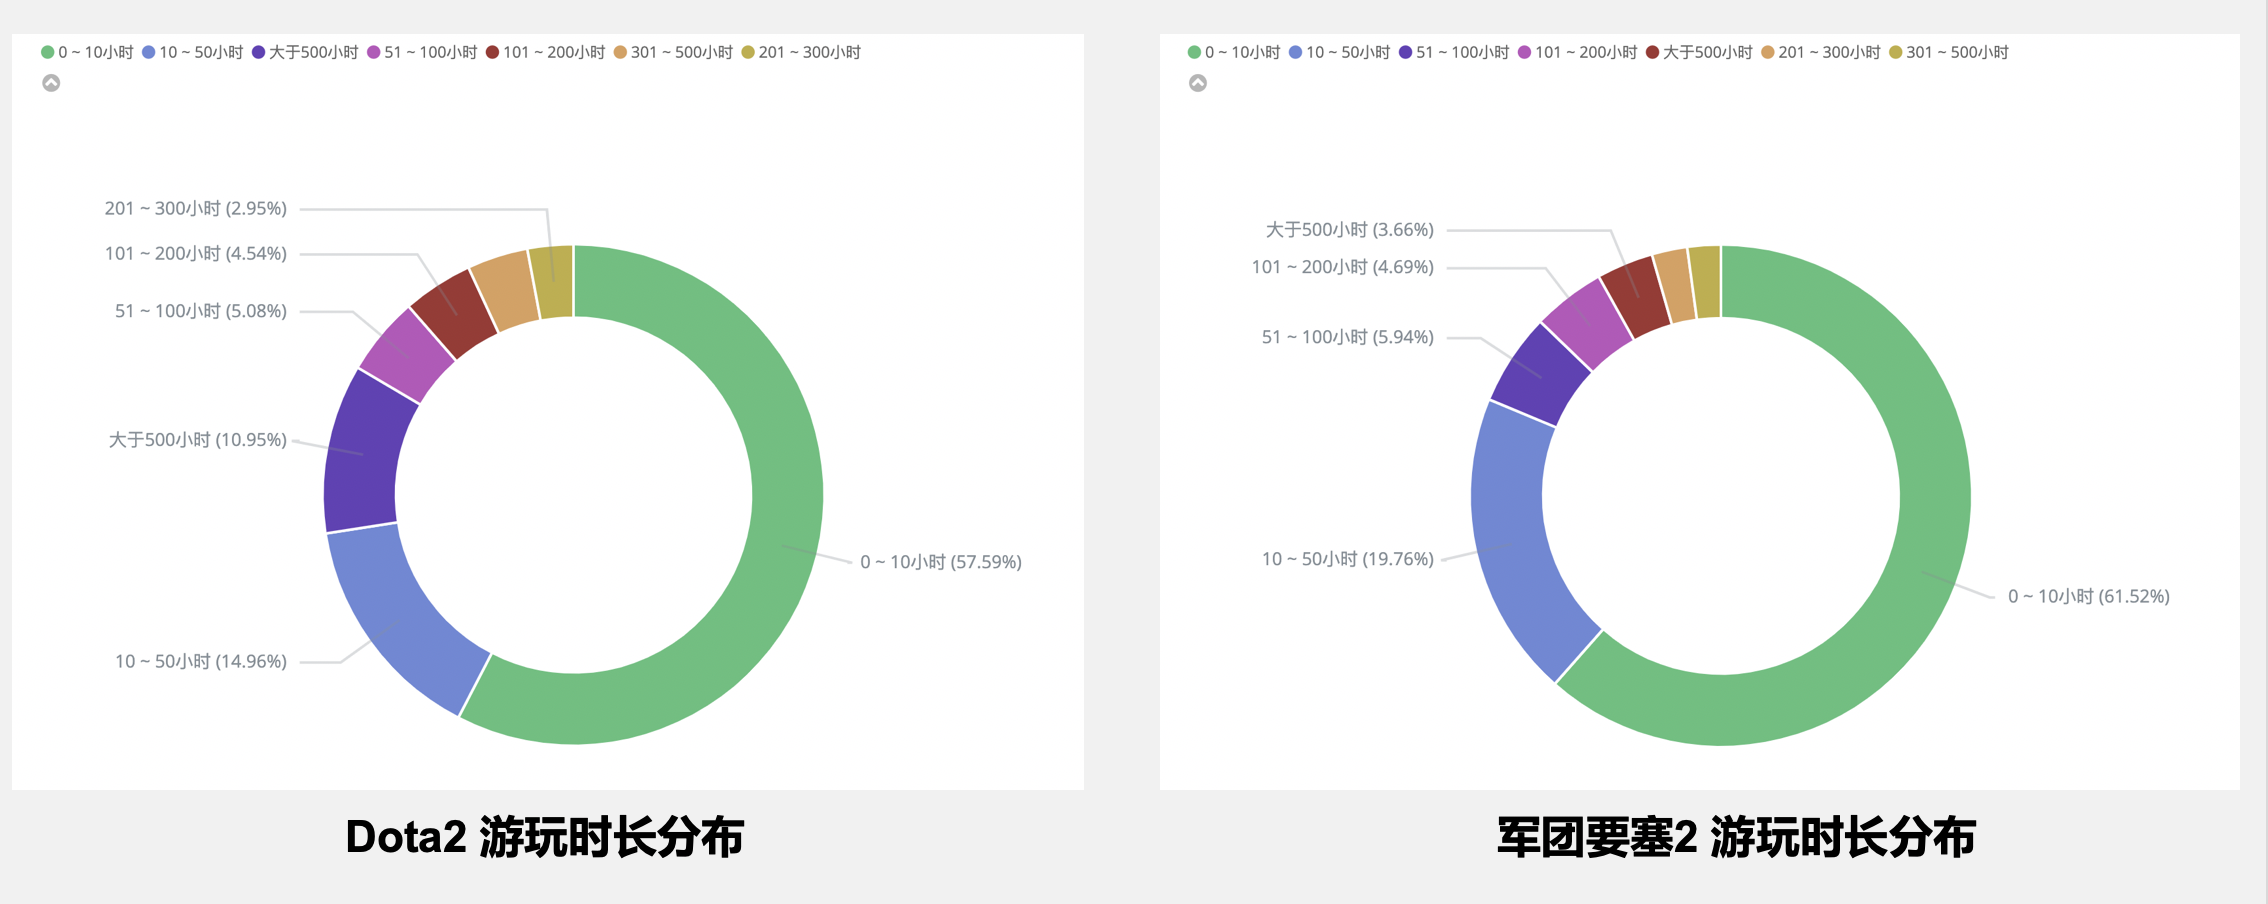 0 ~ 10小时 10 ~ 50小时 大于500小时 51 ~ 100小时 101 ~ 200小时 301 ~ 500小时 201 ~ 300小时
201 ~ 300小时 (2.95%)
101 ~ 200小时 (4.54%)
51 ~ 100小时 (5.08%)
大于500小时 (10.95%)
0 ~ 10小时 (57.59%)
10 ~ 50小时 (14.96%)
Dota2 游玩时长分布
0 ~ 10小时 10 ~ 50小时 51 ~ 100小时 101 ~ 200小时 大于500小时 201 ~ 300小时 301 ~ 500小时
大于500小时 (3.66%)
101 ~ 200小时 (4.69%)
51 ~ 100小时 (5.94%)
10 ~ 50小时 (19.76%)
0 ~ 10小时 (61.52%)
军团要塞2 游玩时长分布